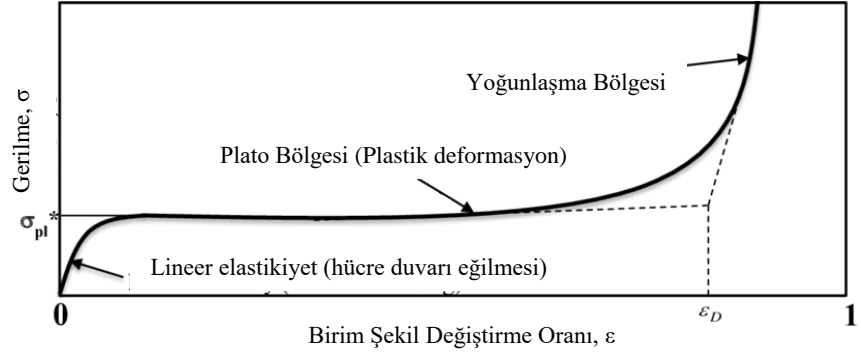 Yoğunlaşma Bölgesi
Gerilme, σ
Plato Bölgesi (Plastik deformasyon)
σpl*
Lineer elastikiyet (hücre duvarı eğilmesi)
0
εD
1
Birim Şekil Değiştirme Oranı, ε